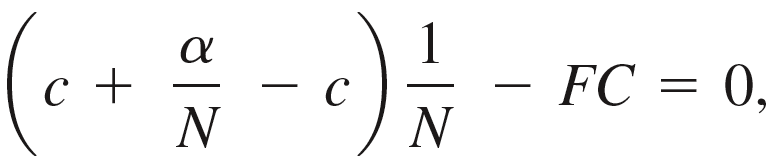 (c + α/N − c) 1/N − FC = 0,